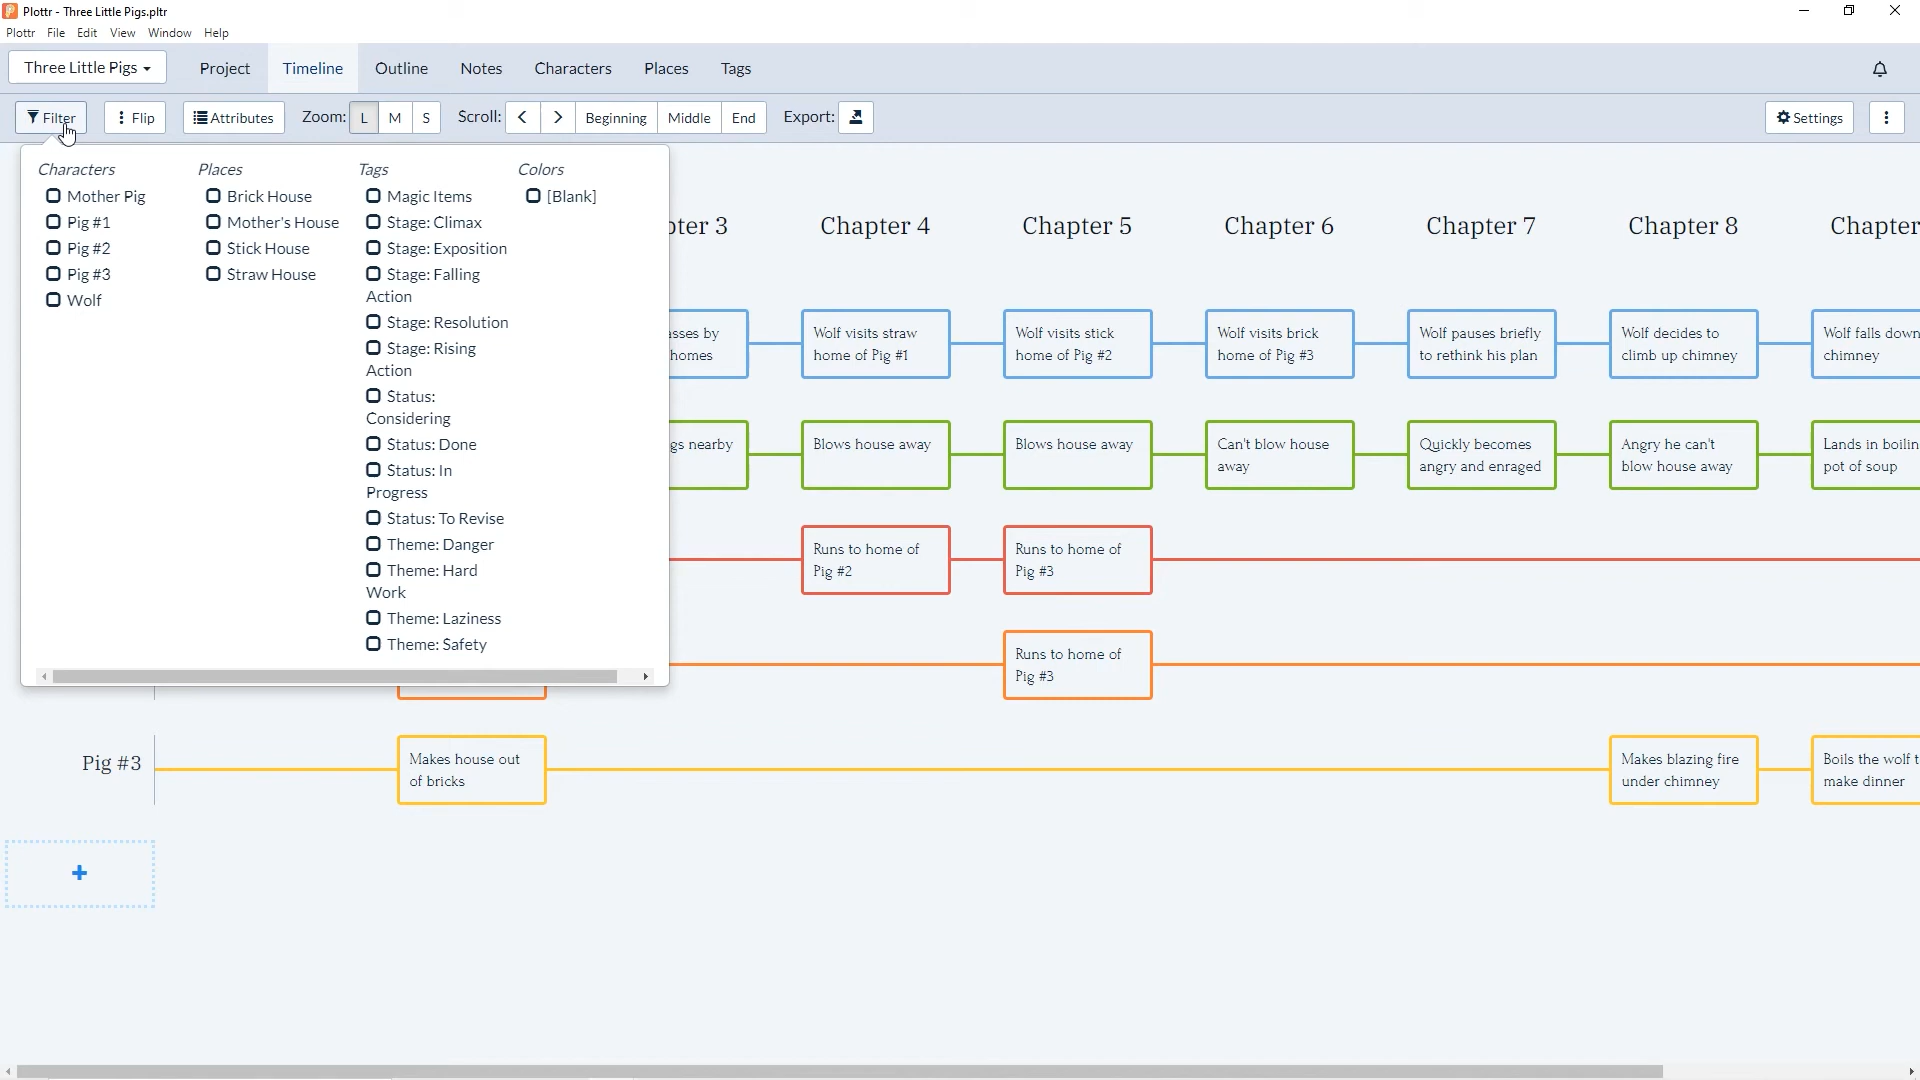 Plottr - Three Little Pigs.pltr
Plottr File Edit View Window Help
Three Little Pigs Project Timeline Outline Notes Characters Places Tags
Filter Flip Attributes Zoom: L M S Scroll: Beginning Middle End Export: Settings
Characters
Mother Pig
Pig #1
Pig #2
Pig #3
Wolf
Places
Brick House
Mother's House
Stick House
Straw House
Tags
Magic Items
Stage: Climax
Stage: Exposition
Stage: Falling
Action
Stage: Resolution
Stage: Rising
Action
Status:
Considering
Status: Done
Status: In
Progress
Status: To Revise
Theme: Danger
Theme: Hard
Work
Theme: Laziness
Theme: Safety
Colors
[Blank]
pter 3 Chapter 4 Chapter 5 Chapter 6 Chapter 7 Chapter 8 Chapter
asses by
homes
Wolf visits straw
home of Pig #1
Wolf visits stick
home of Pig #2
Wolf visits brick
home of Pig #3
Wolf pauses briefly
to rethink his plan
Wolf decides to
climb up chimney
Wolf falls down
chimney
gs nearby
Blows house away
Blows house away
Can't blow house
away
Quickly becomes
angry and enraged
Angry he can't
blow house away
Lands in boilin
pot of soup
Runs to home of
Pig #2
Runs to home of
Pig #3
Runs to home of
Pig #3
Pig #3
Makes house out
of bricks
Makes blazing fire
under chimney
Boils the wolf t
make dinner
+